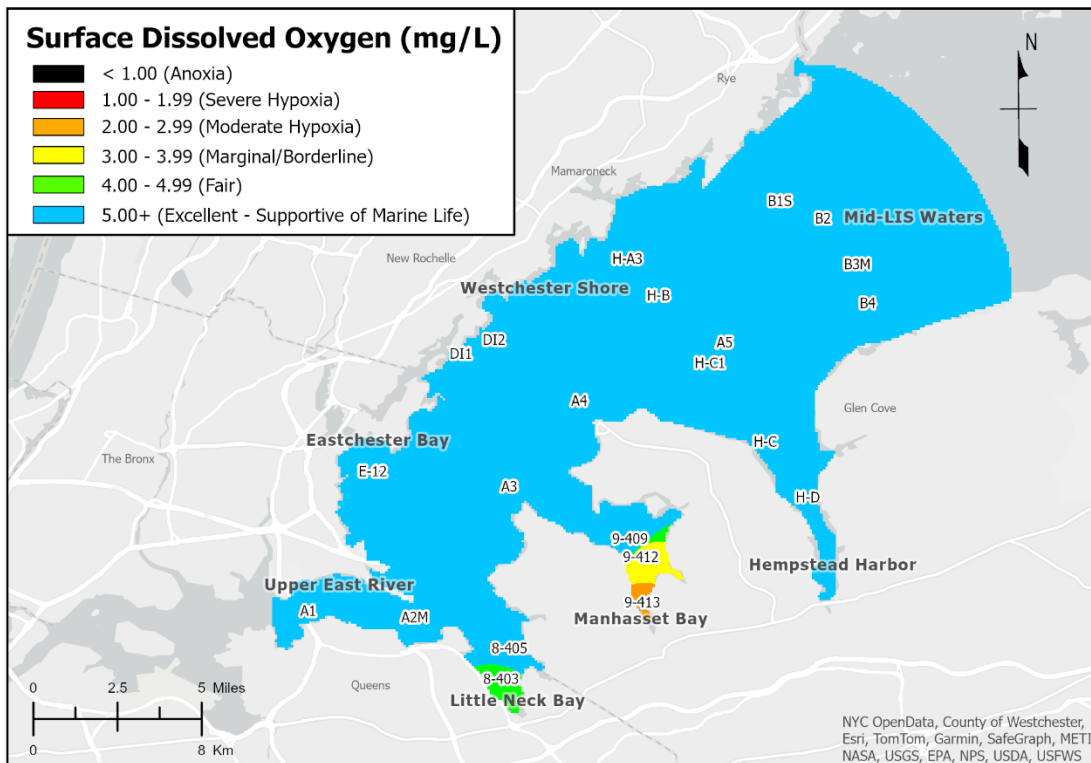 Surface Dissolved Oxygen (mg/L)
< 1.00 (Anoxia)
1.00 - 1.99 (Severe Hypoxia)
2.00 - 2.99 (Moderate Hypoxia)
3.00 - 3.99 (Marginal/Borderline)
4.00 - 4.99 (Fair)
5.00+ (Excellent - Supportive of Marine Life)
N
Rye
Mamaroneck
B1S
B2
Mid-LIS Waters
New Rochelle
H-A3
B3M
Westchester Shore
H-B
B4
DI2
DI1
A5
H-C1
A4
Glen Cove
Eastchester Bay
H-C
The Bronx
E-12
A3
H-D
9-409
9-412
Hempstead Harbor
Upper East River
9-413
A1
A2M
Manhasset Bay
8-405
8-403
Queens
Little Neck Bay
0 2.5 5 Miles
0 8 Km
NYC OpenData, County of Westchester,
Esri, TomTom, Garmin, SafeGraph, METI
NASA, USGS, EPA, NPS, USDA, USFWS